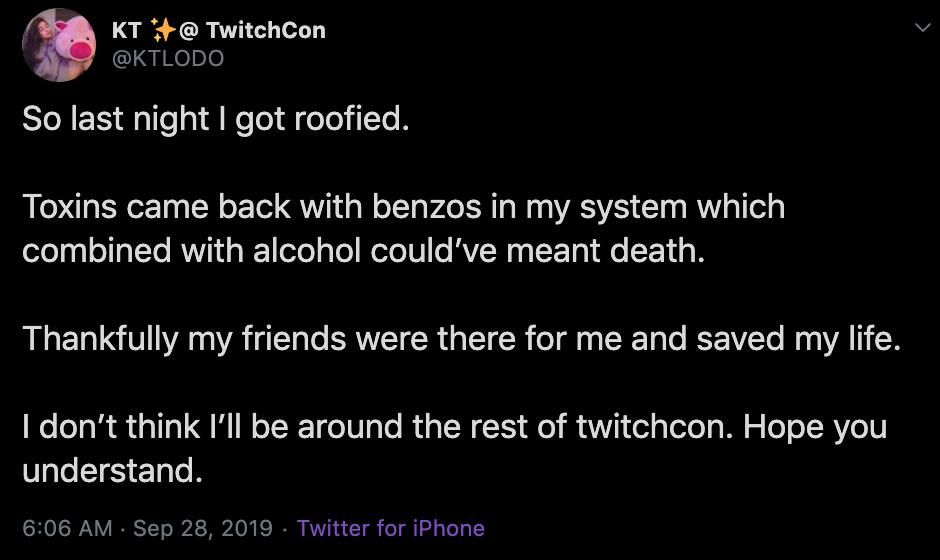 KT ✨@ TwitchCon
@KTLODO
So last night I got roofied.
Toxins came back with benzos in my system which
combined with alcohol could’ve meant death.
Thankfully my friends were there for me and saved my life.
I don’t think I’ll be around the rest of twitchcon. Hope you
understand.
6:06 AM · Sep 28, 2019 · Twitter for iPhone